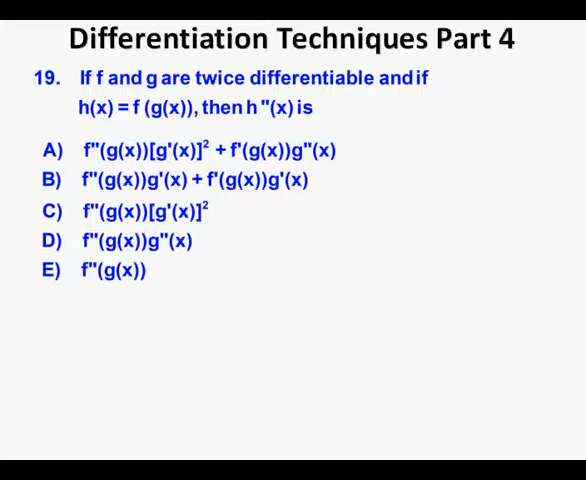 Differentiation Techniques Part 4
19. If f and g are twice differentiable and if
h(x) = f (g(x)), then h "(x) is
A) f"(g(x))[g'(x)]² + f'(g(x))g"(x)
B) f"(g(x))g'(x) + f'(g(x))g'(x)
C) f"(g(x))[g'(x)]²
D) f"(g(x))g"(x)
E) f"(g(x))